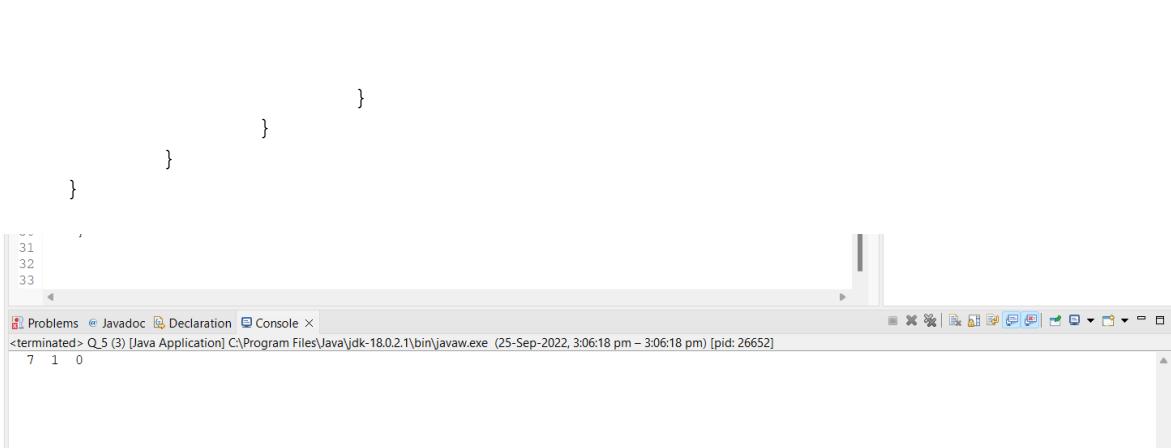 }
}
}
}
31
32
33
Problems @ Javadoc Declaration Console ×
<terminated> Q_5 (3) [Java Application] C:\Program Files\Java\jdk-18.0.2.1\bin\javaw.exe (25-Sep-2022, 3:06:18 pm – 3:06:18 pm) [pid: 26652]
7 1 0